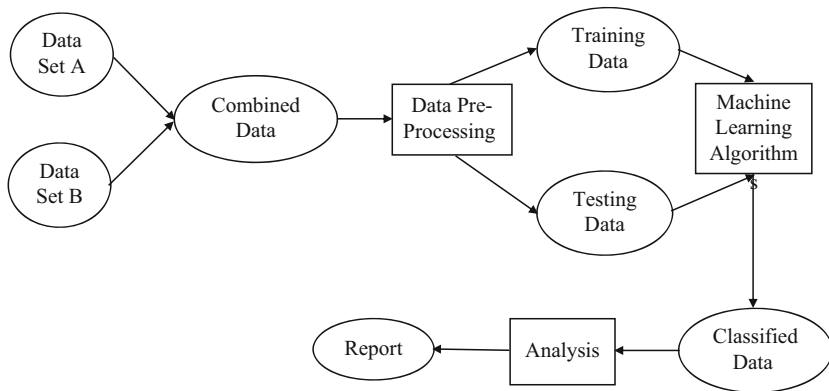 Data
Set A
Data
Set B
Combined
Data
Data Pre-
Processing
Training
Data
Testing
Data
Machine
Learning
Algorithm
s
Classified
Data
Analysis
Report